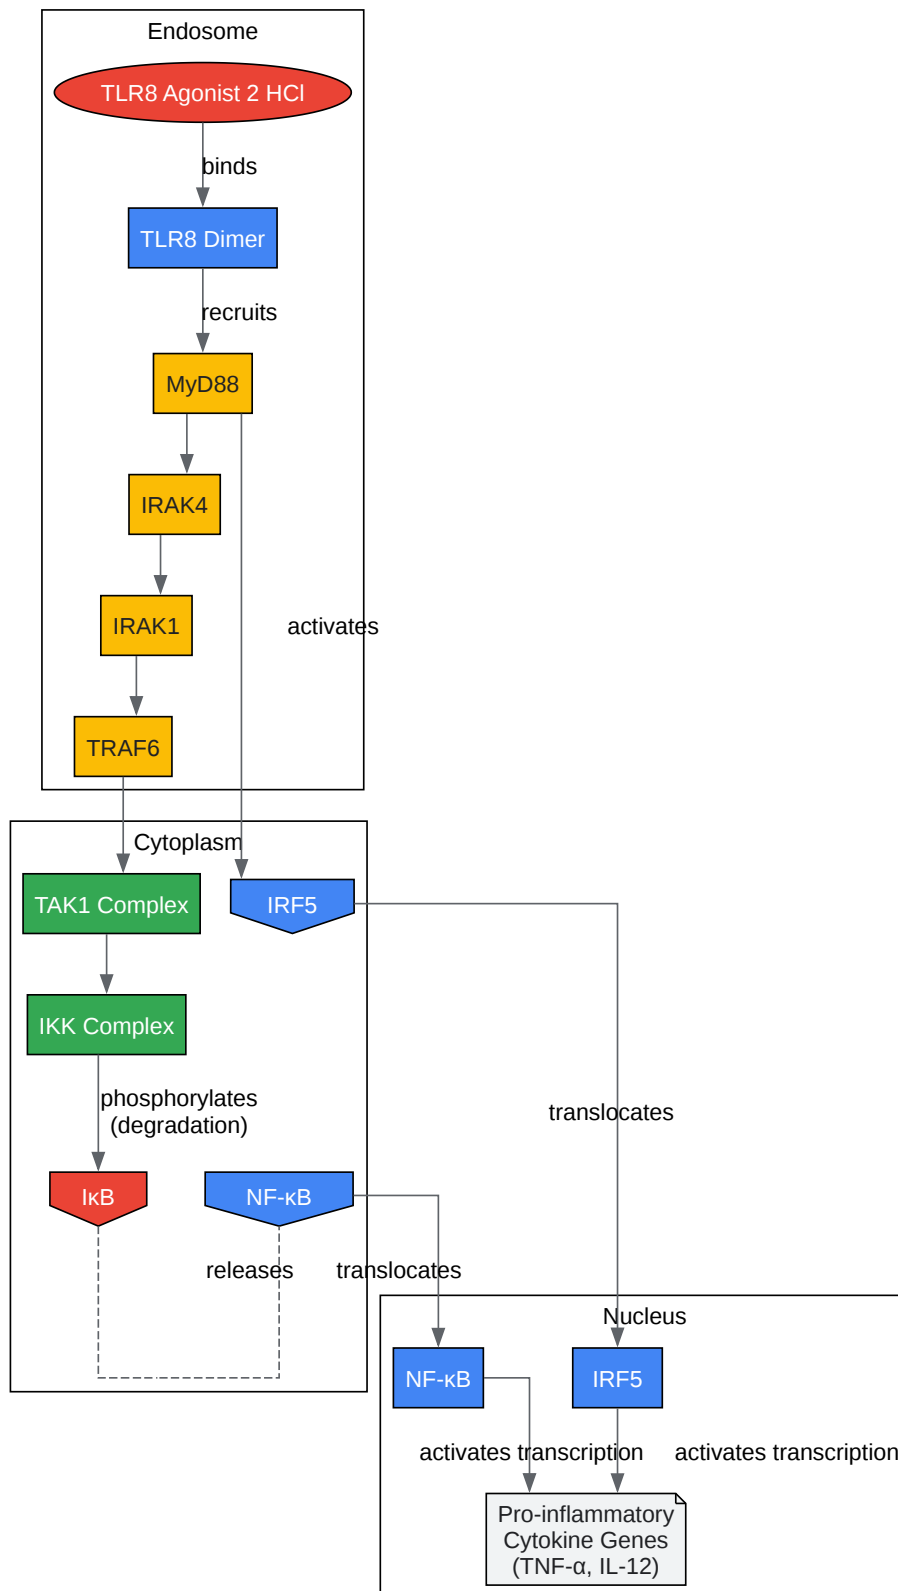 Endosome
TLR8 Agonist 2 HCl
binds
TLR8 Dimer
recruits
MyD88
IRAK4
IRAK1
activates
TRAF6
Cytoplasm
TAK1 Complex
IRF5
IKK Complex
phosphorylates
(degradation)
translocates
IκB
NF-κB
releases
translocates
Nucleus
NF-κB
IRF5
activates transcription
activates transcription
Pro-inflammatory
Cytokine Genes
(TNF-α, IL-12)